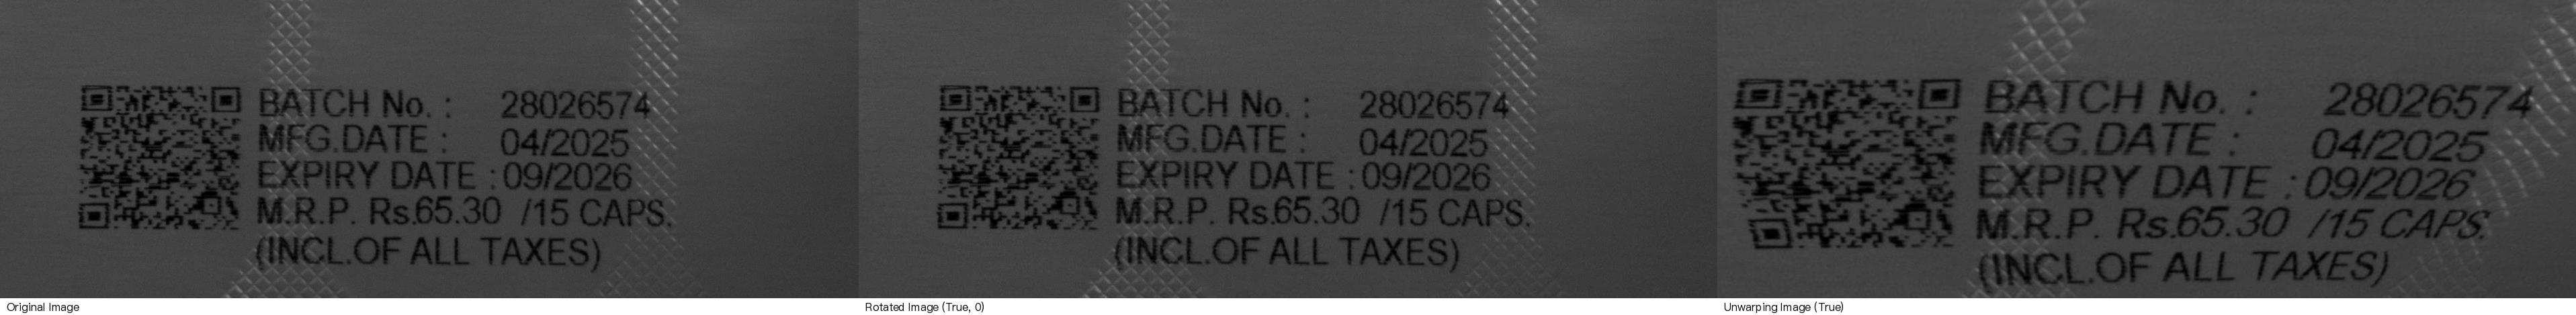 BATCH No. : 28026574
MFG.DATE : 04/2025
EXPIRY DATE : 09/2026
M.R.P. Rs.65.30 /15 CAPS.
(INCL.OF ALL TAXES)
Original Image
BATCH No. : 28026574
MFG.DATE : 04/2025
EXPIRY DATE : 09/2026
M.R.P. Rs.65.30 /15 CAPS.
(INCL.OF ALL TAXES)
Rotated Image (True, 0)
BATCH No. : 28026574
MFG.DATE : 04/2025
EXPIRY DATE : 09/2026
M.R.P. Rs.65.30 /15 CAPS.
(INCL.OF ALL TAXES)
Unwarping Image (True)